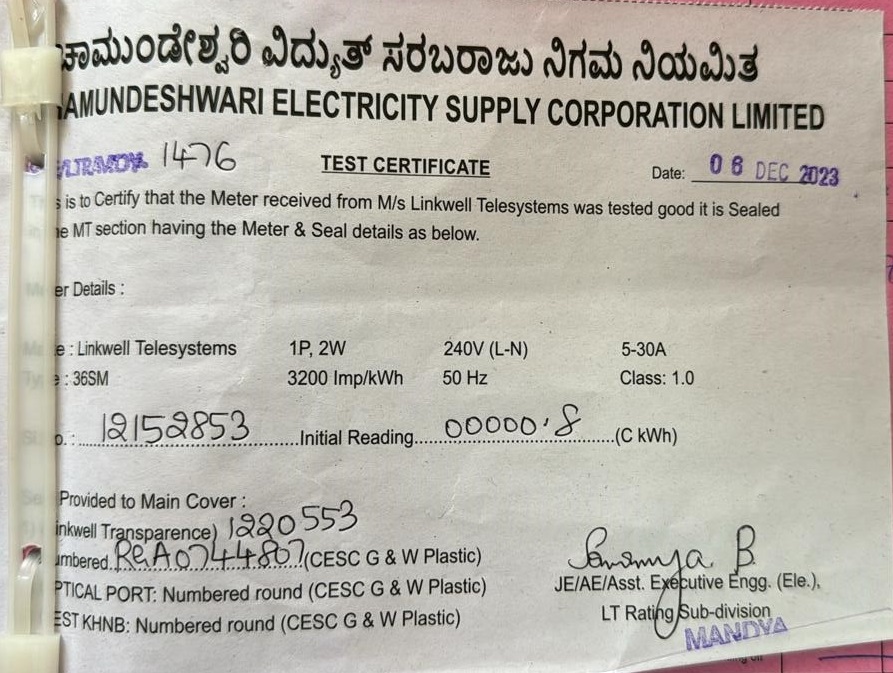 ಚಾಮುಂಡೇಶ್ವರಿ ವಿದ್ಯುತ್ ಸರಬರಾಜು ನಿಗಮ ನಿಯಮಿತ
AMUNDESHWARI ELECTRICITY SUPPLY CORPORATION LIMITED
1476 TEST CERTIFICATE Date: 06 DEC 2023
s is to Certify that the Meter received from M/s Linkwell Telesystems was tested good it is Sealed
he MT section having the Meter & Seal details as below.
er Details :
e : Linkwell Telesystems 1P, 2W 240V (L-N) 5-30A
e : 36SM 3200 Imp/kWh 50 Hz Class: 1.0
o. : 12152853 Initial Reading 00000.8 (C kWh)
Provided to Main Cover :
inkwell Transparence) 1220553
umbered. ReA0744807 (CESC G & W Plastic)
PTICAL PORT: Numbered round (CESC G & W Plastic)
EST KHNB: Numbered round (CESC G & W Plastic)
JE/AE/Asst. Executive Engg. (Ele.),
LT Rating Sub-division
MANDYA